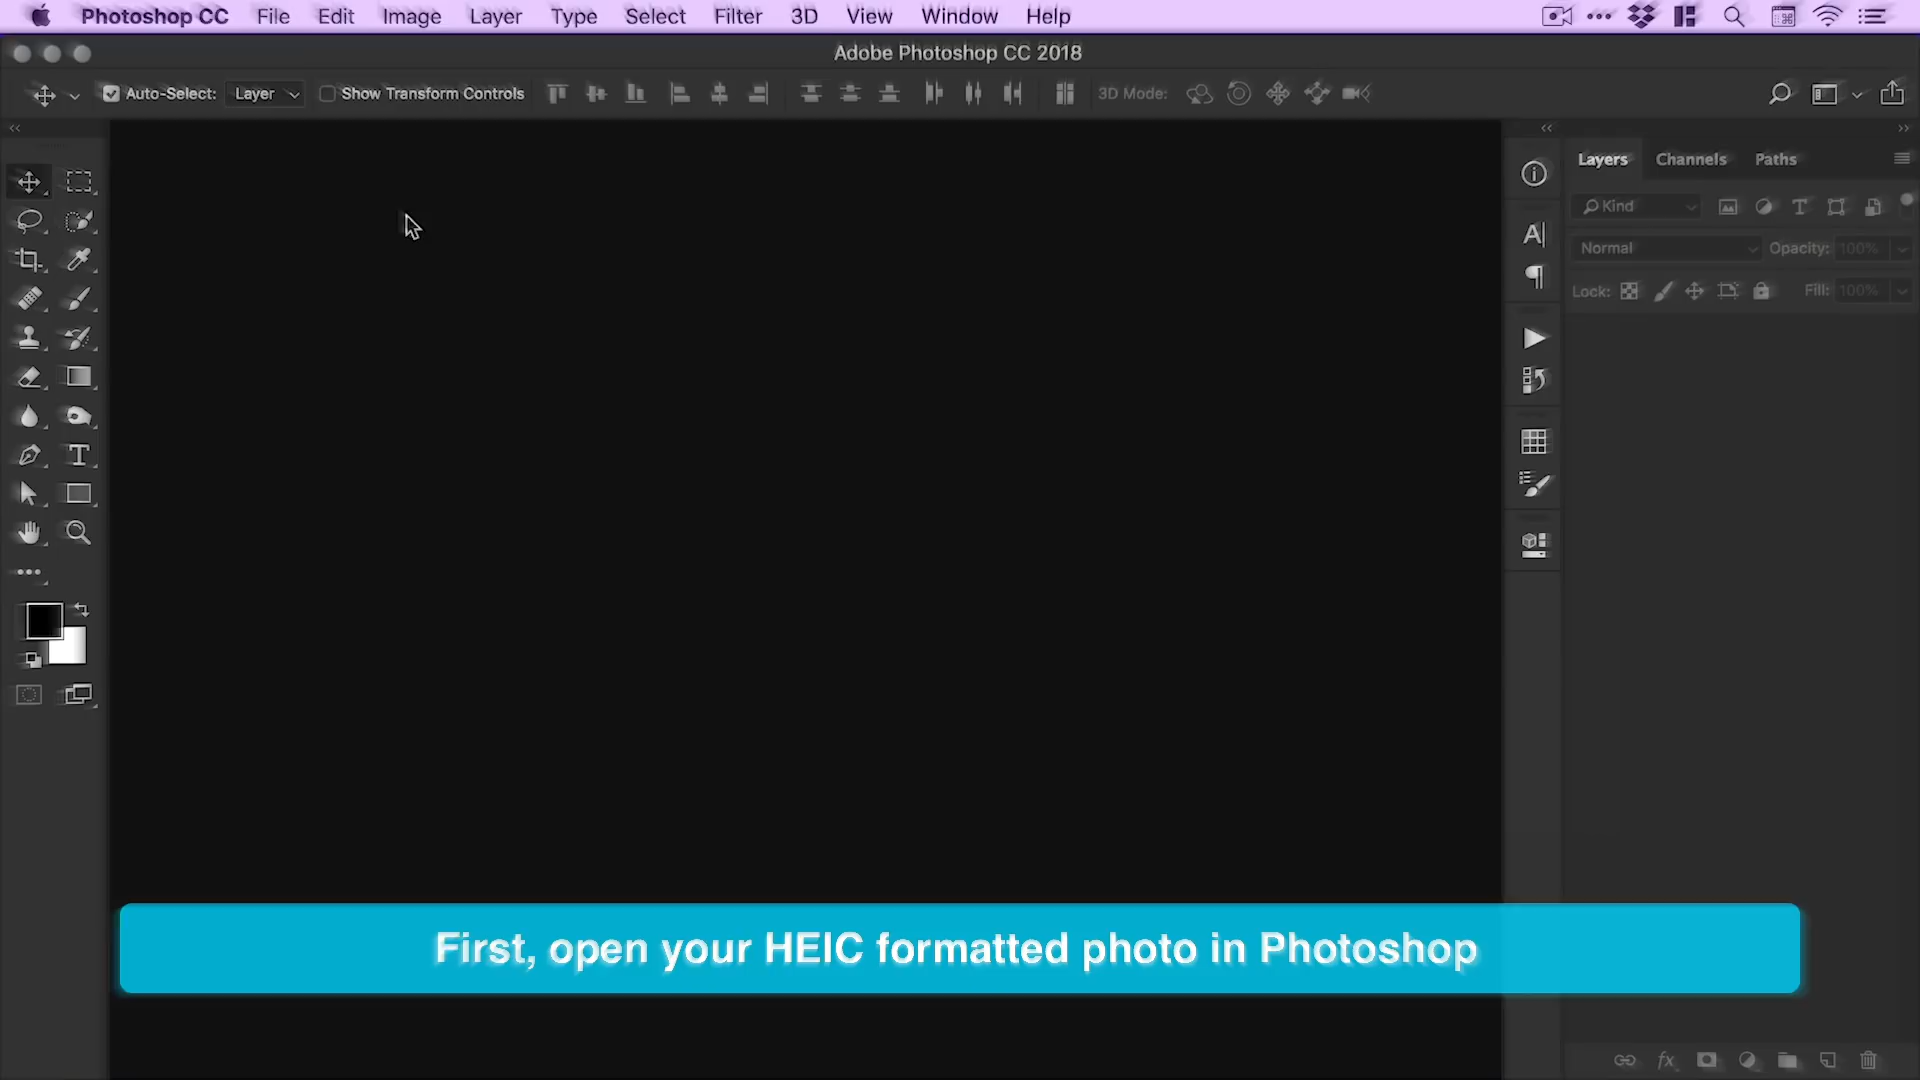 Photoshop CC File Edit Image Layer Type Select Filter 3D View Window Help
Adobe Photoshop CC 2018
Auto-Select: Layer Show Transform Controls 3D Mode:
Layers Channels Paths
Kind
Normal Opacity: 100%
Lock: Fill: 100%
First, open your HEIC formatted photo in Photoshop
fx